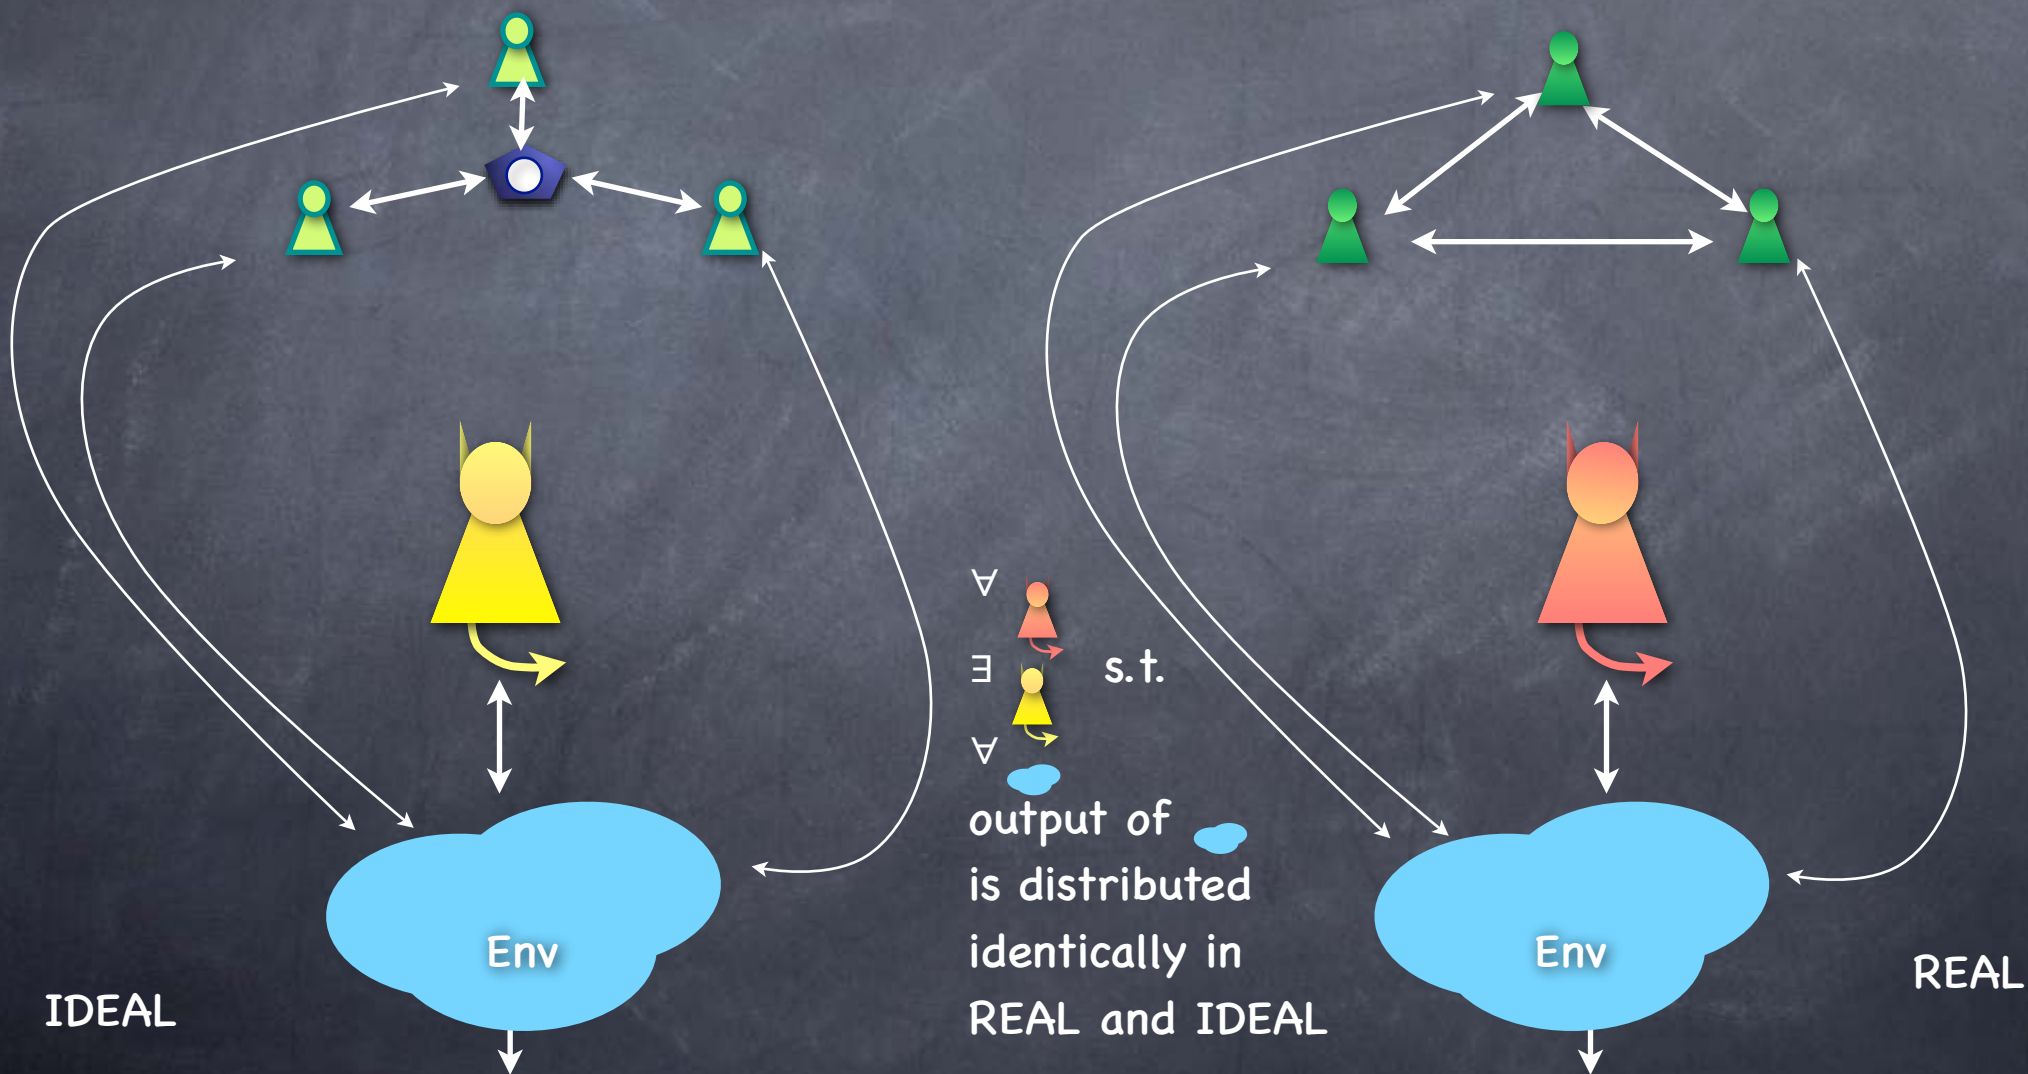 ∀
∃ s.t.
∀
output of
is distributed
identically in
REAL and IDEAL
Env
IDEAL
Env
REAL